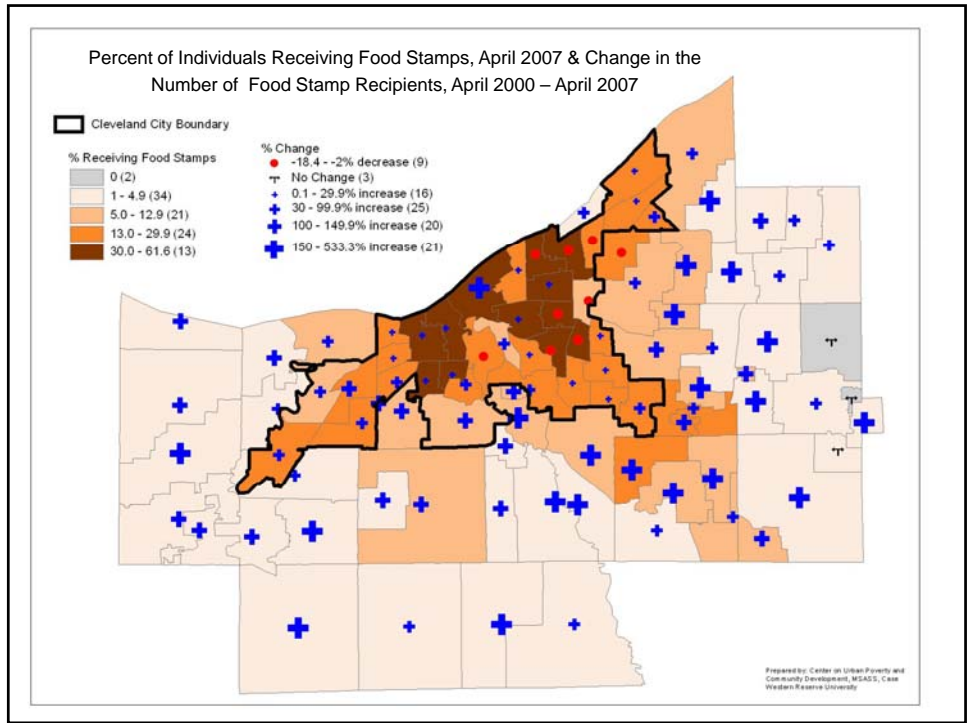 Percent of Individuals Receiving Food Stamps, April 2007 & Change in the
Number of Food Stamp Recipients, April 2000 – April 2007
Cleveland City Boundary
% Receiving Food Stamps
0 (2)
1 - 4.9 (34)
5.0 - 12.9 (21)
13.0 - 29.9 (24)
30.0 - 61.6 (13)
% Change
-18.4 - -2% decrease (9)
No Change (3)
0.1 - 29.9% increase (16)
30 - 99.9% increase (25)
100 - 149.9% increase (20)
150 - 533.3% increase (21)
Prepared by: Center on Urban Poverty and
Community Development, MSASS, Case
Western Reserve University